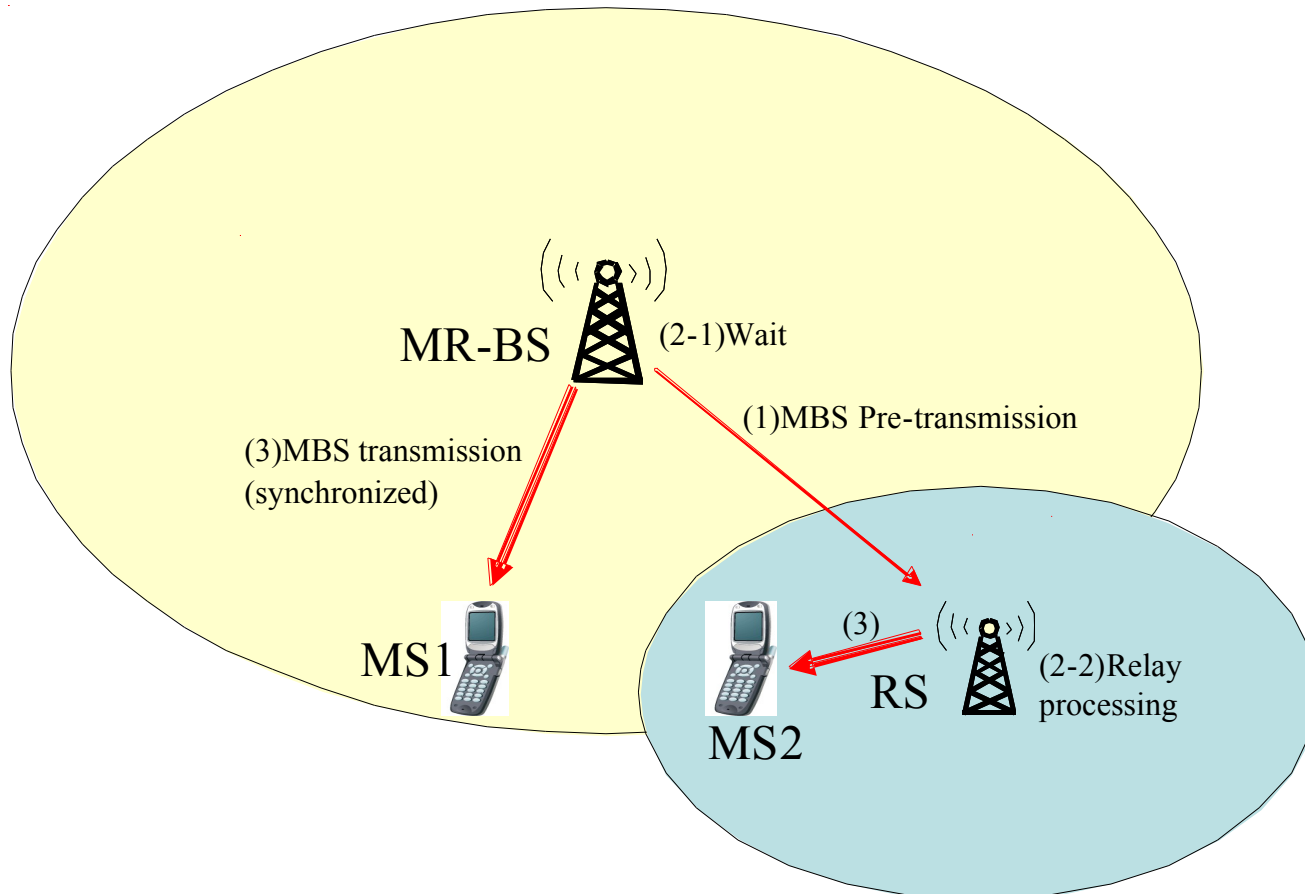 MR-BS
(2-1)Wait
(1)MBS Pre-transmission
(3)MBS transmission
(synchronized)
MS1
(3)
MS2
RS
(2-2)Relay
processing